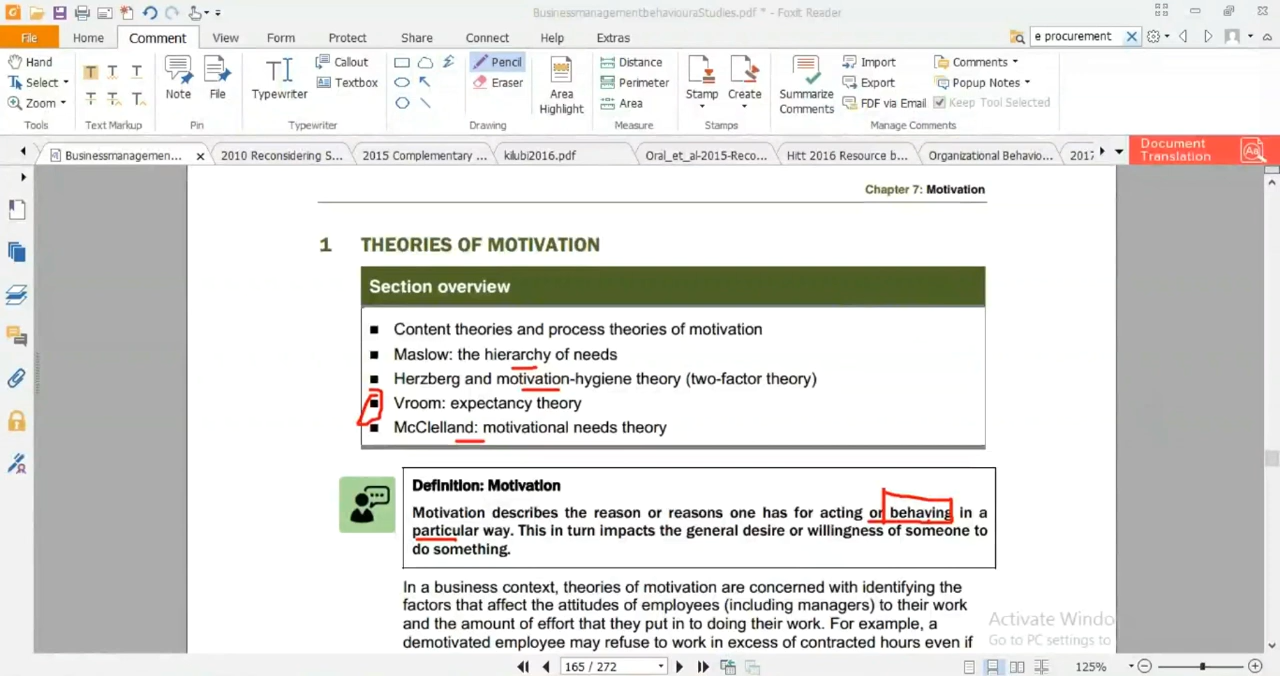 BusinessmanagementbehaviouraStudies.pdf * - Foxit Reader
File Home Comment View Form Protect Share Connect Help Extras
e procurement
Hand
Select
Zoom
Tools
Text Markup
Note
File
Pin
Typewriter
Callout
Textbox
Typewriter
Pencil
Eraser
Drawing
Area
Highlight
Distance
Perimeter
Area
Measure
Stamp
Create
Stamps
Summarize
Comments
Import
Export
FDF via Email
Comments
Popup Notes
Keep Tool Selected
Manage Comments
Businessmanagemen... 2010 Reconsidering S... 2015 Complementary ... kilubi2016.pdf Oral_et_al-2015-Reco... Hitt 2016 Resource b... Organizational Behavio... 2017
Document
Translation
Chapter 7: Motivation
1 THEORIES OF MOTIVATION
Section overview
■ Content theories and process theories of motivation
■ Maslow: the hierarchy of needs
■ Herzberg and motivation-hygiene theory (two-factor theory)
■ Vroom: expectancy theory
■ McClelland: motivational needs theory
Definition: Motivation
Motivation describes the reason or reasons one has for acting or behaving in a
particular way. This in turn impacts the general desire or willingness of someone to
do something.
In a business context, theories of motivation are concerned with identifying the
factors that affect the attitudes of employees (including managers) to their work
and the amount of effort that they put in to doing their work. For example, a
demotivated employee may refuse to work in excess of contracted hours even if
Activate Windo
Go to PC settings to
165 / 272
125%